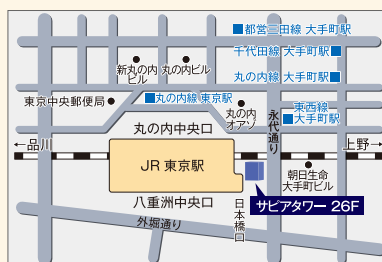 都営三田線 大手町駅
千代田線 大手町駅
新丸の内
ビル
丸の内ビル
丸の内線 大手町駅
東京中央郵便局
丸の内線 東京駅
丸の内
オアゾ
永代通り
東西線
大手町駅
丸の内中央口
←品川
上野→
JR 東京駅
朝日生命
大手町ビル
八重洲中央口
日本橋口
サピアタワー 26F
外堀通り